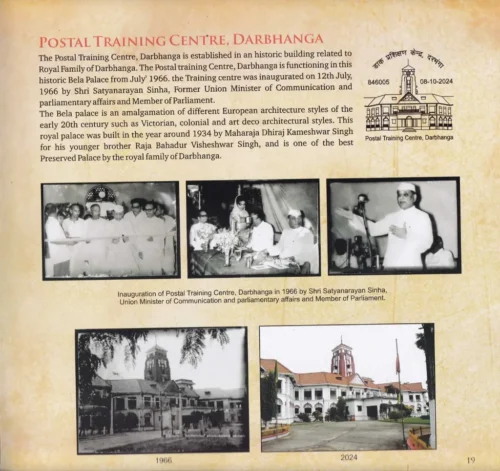 POSTAL TRAINING CENTRE, DARBHANGA
The Postal Training Centre, Darbhanga is established in an historic building related to
Royal Family of Darbhanga. The Postal training Centre, Darbhanga is functioning in this
historic Bela Palace from July' 1966. the Training centre was inaugurated on 12th July,
1966 by Shri Satyanarayan Sinha, Former Union Minister of Communication and
parliamentary affairs and Member of Parliament.
The Bela palace is an amalgamation of different European architecture styles of the
early 20th century such as Victorian, colonial and art deco architectural styles. This
royal palace was built in the year around 1934 by Maharaja Dhiraj Kameshwar Singh
for his younger brother Raja Bahadur Visheshwar Singh, and is one of the best
Preserved Palace by the royal family of Darbhanga.
डाक प्रशिक्षण केन्द्र, दरभंगा
846005 08-10-2024
Postal Training Centre, Darbhanga
Inauguration of Postal Training Centre, Darbhanga in 1966 by Shri Satyanarayan Sinha,
Union Minister of Communication and parliamentary affairs and Member of Parliament.
1966
2024
19